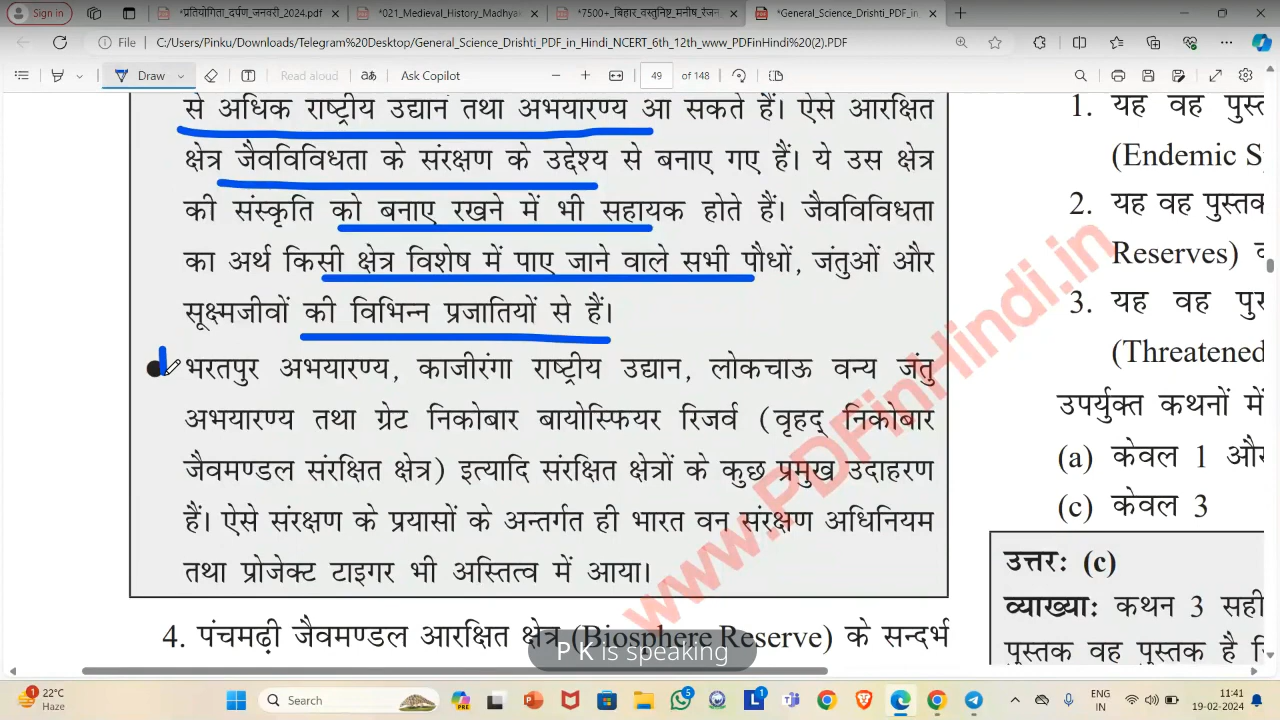 Sign in
*प्रतियोगिता_दर्पण_जनवरी_2024.pdf
*021_Medieval_History_Madhyak
*7500+_बिहार_वस्तुनिष्ठ_मनीष_रंजन
*General_Science_Drishti_PDF_in
File C:/Users/Pinku/Downloads/Telegram%20Desktop/General_Science_Drishti_PDF_in_Hindi_NCERT_6th_12th_www_PDFinHindi%20(2).PDF
Draw Read aloud Ask Copilot 49 of 148
से अधिक राष्ट्रीय उद्यान तथा अभयारण्य आ सकते हैं। ऐसे आरक्षित
क्षेत्र जैवविविधता के संरक्षण के उद्देश्य से बनाए गए हैं। ये उस क्षेत्र
की संस्कृति को बनाए रखने में भी सहायक होते हैं। जैवविविधता
का अर्थ किसी क्षेत्र विशेष में पाए जाने वाले सभी पौधों, जंतुओं और
सूक्ष्मजीवों की विभिन्न प्रजातियों से हैं।
भरतपुर अभयारण्य, काजीरंगा राष्ट्रीय उद्यान, लोकचाऊ वन्य जंतु
अभयारण्य तथा ग्रेट निकोबार बायोस्फियर रिजर्व (वृहद् निकोबार
जैवमण्डल संरक्षित क्षेत्र) इत्यादि संरक्षित क्षेत्रों के कुछ प्रमुख उदाहरण
हैं। ऐसे संरक्षण के प्रयासों के अन्तर्गत ही भारत वन संरक्षण अधिनियम
तथा प्रोजेक्ट टाइगर भी अस्तित्व में आया।
4. पंचमढ़ी जैवमण्डल आरक्षित क्षेत्र (Biosphere Reserve) के सन्दर्भ
1. यह वह पुस्त
(Endemic S
2. यह वह पुस्तक
Reserves)
3. यह वह पु
(Threatened
उपर्युक्त कथनों में
(a) केवल 1 और
(c) केवल 3
उत्तरः (c)
व्याख्याः कथन 3 सही
पुस्तक वह पुस्तक है
www.PDFinHindi.in
P K is speaking
1
22°C
Haze
Search
PRE
5
1
ENG
IN
11:41
19-02-2024